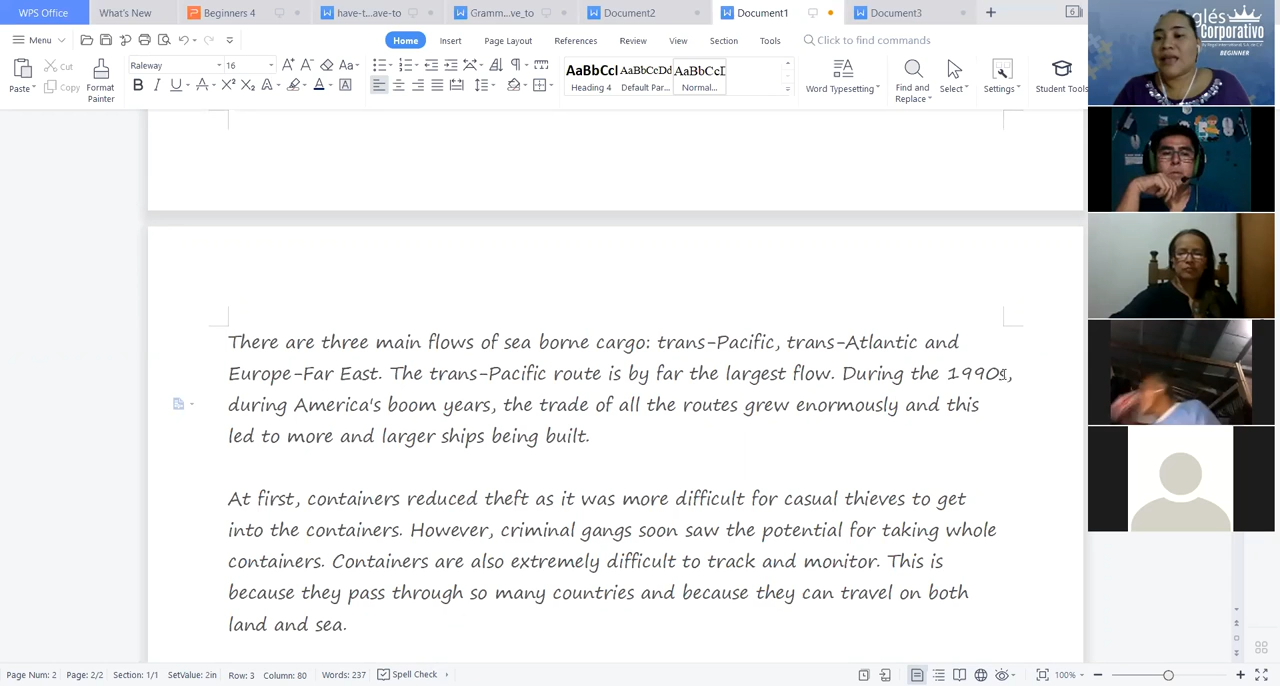 WPS Office What's New Beginners 4 have-t...ave-to Gramm...ve_to Document2 Document1 Document3 + 6
Menu Home Insert Page Layout References Review View Section Tools Click to find commands
Cut Raleway 16 AaBbCcI AaBbCcDd AaBbCcD
Paste Copy Format Painter B I U A X² X₂ A A A Heading 4 Default Par... Normal... Word Typesetting Find and Replace Select Settings Student Tools
glés
corporativo
BEGINNER
There are three main flows of sea borne cargo: trans-Pacific, trans-Atlantic and
Europe-Far East. The trans-Pacific route is by far the largest flow. During the 1990s,
during America's boom years, the trade of all the routes grew enormously and this
led to more and larger ships being built.
At first, containers reduced theft as it was more difficult for casual thieves to get
into the containers. However, criminal gangs soon saw the potential for taking whole
containers. Containers are also extremely difficult to track and monitor. This is
because they pass through so many countries and because they can travel on both
land and sea.
Page Num: 2 Page: 2/2 Section: 1/1 SetValue: 2in Row: 3 Column: 80 Words: 237 Spell Check 100%